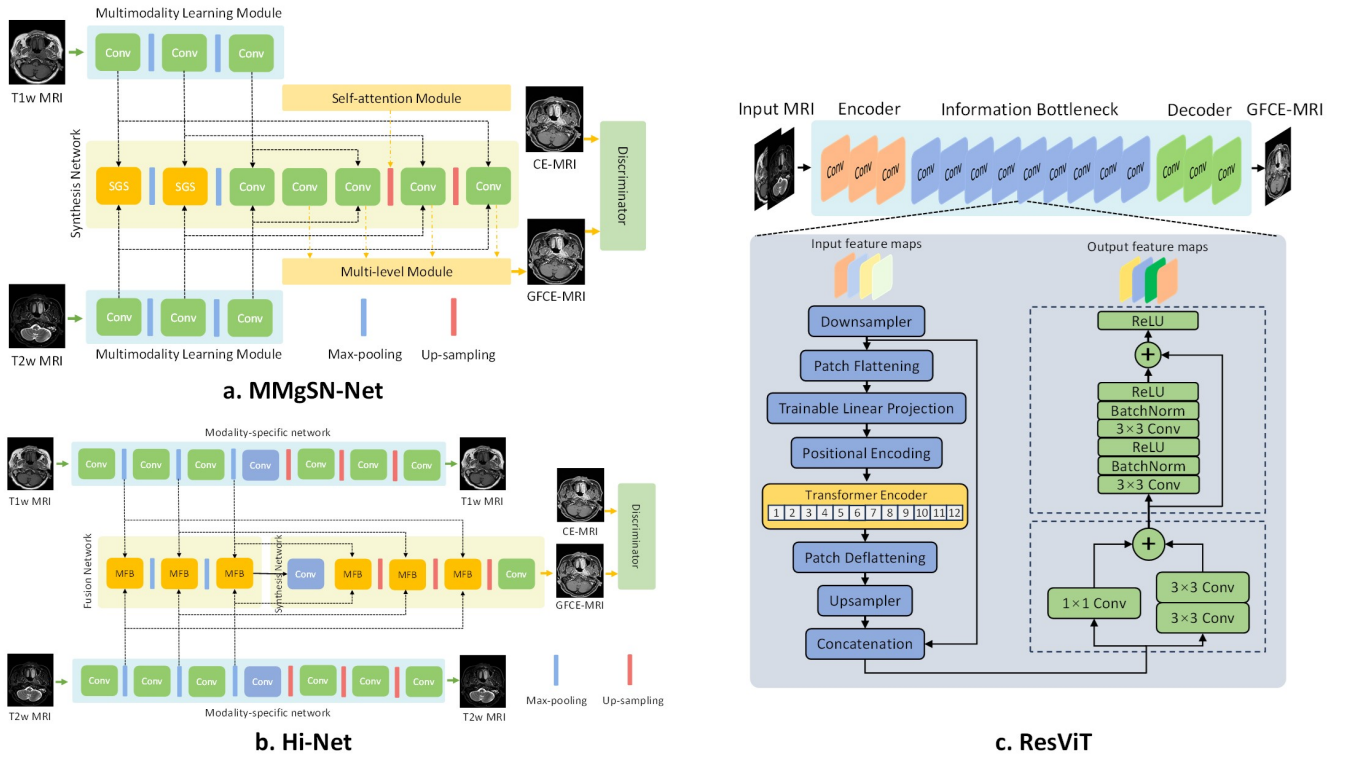 Multimodality Learning Module
Conv Conv Conv
T1w MRI
Self-attention Module
Synthesis Network
SGS SGS Conv Conv Conv Conv Conv
CE-MRI
Discriminator
Multi-level Module
GFCE-MRI
Conv Conv Conv
T2w MRI
Multimodality Learning Module
Max-pooling
Up-sampling
a. MMgSN-Net
Modality-specific network
Conv Conv Conv Conv Conv Conv Conv
T1w MRI
T1w MRI
Fusion Network
MFB MFB MFB
Synthesis Network
Conv MFB MFB MFB Conv
CE-MRI
GFCE-MRI
Discriminator
Conv Conv Conv Conv Conv Conv Conv
T2w MRI
T2w MRI
Modality-specific network
Max-pooling
Up-sampling
b. Hi-Net
Input MRI
Encoder
Information Bottleneck
Decoder
GFCE-MRI
Conv Conv Conv Conv Conv Conv Conv Conv Conv Conv Conv Conv Conv Conv Conv
Input feature maps
Downsampler
Patch Flattening
Trainable Linear Projection
Positional Encoding
Transformer Encoder
1 2 3 4 5 6 7 8 9 10 11 12
Patch Deflattening
Upsampler
Concatenation
Output feature maps
ReLU
+
ReLU
BatchNorm
3×3 Conv
ReLU
BatchNorm
3×3 Conv
+
1×1 Conv
3×3 Conv
3×3 Conv
c. ResViT